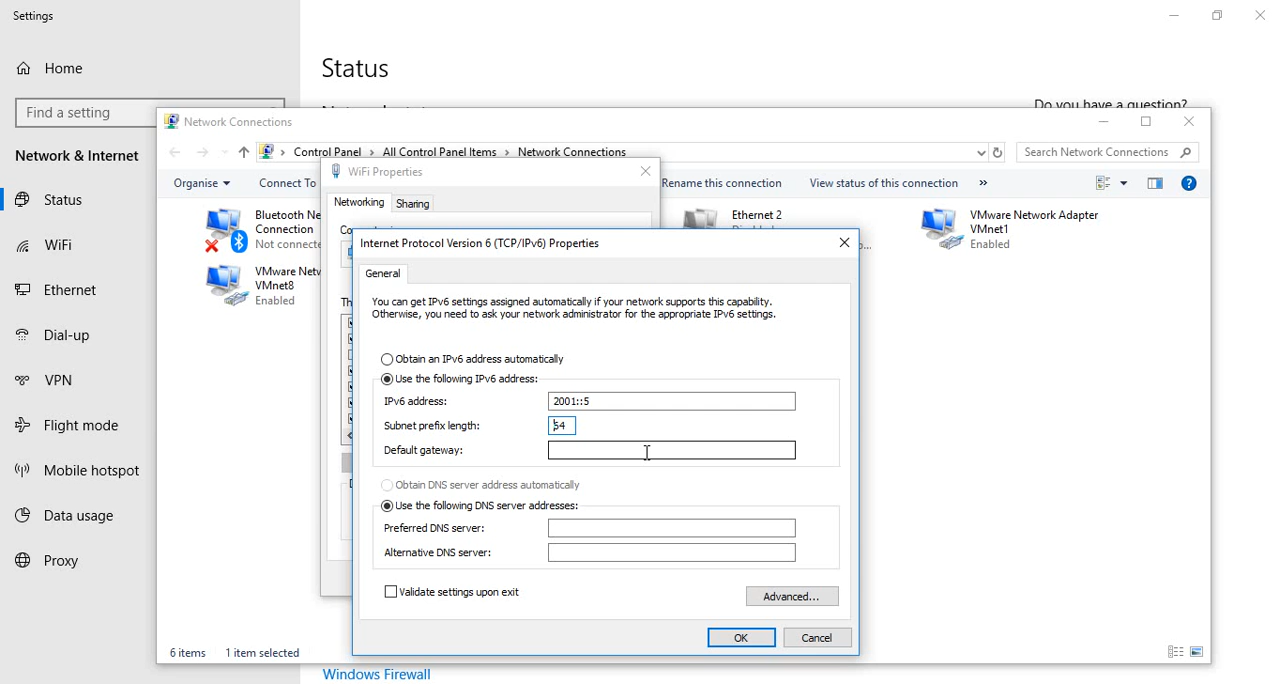 Settings
Home
Find a setting
Network & Internet
Status
WiFi
Ethernet
Dial-up
VPN
Flight mode
Mobile hotspot
Data usage
Proxy
Status
Do you have a question?
Network Connections
Control Panel > All Control Panel Items > Network Connections
Search Network Connections
Organise
Connect To
Rename this connection
View status of this connection
»
Bluetooth Ne
Connection
Not connecte
VMware Netw
VMnet8
Enabled
Ethernet 2
VMware Network Adapter
VMnet1
Enabled
6 items 1 item selected
WiFi Properties
Networking
Sharing
Internet Protocol Version 6 (TCP/IPv6) Properties
General
You can get IPv6 settings assigned automatically if your network supports this capability.
Otherwise, you need to ask your network administrator for the appropriate IPv6 settings.
Obtain an IPv6 address automatically
Use the following IPv6 address:
IPv6 address: 2001::5
Subnet prefix length: 64
Default gateway:
Obtain DNS server address automatically
Use the following DNS server addresses:
Preferred DNS server:
Alternative DNS server:
Validate settings upon exit
Advanced...
OK
Cancel
Windows Firewall